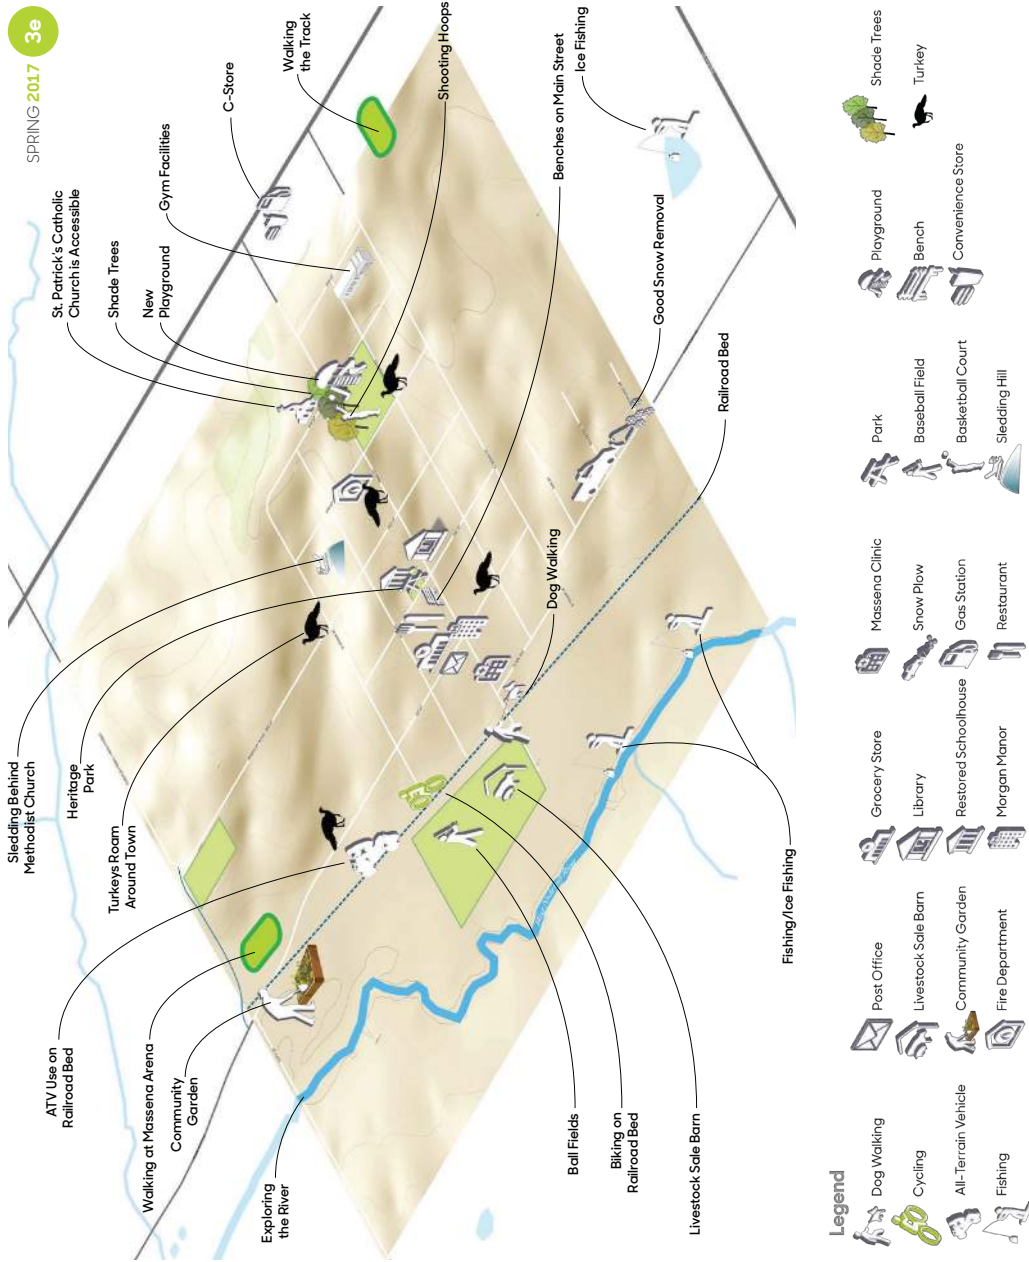 SPRING 2017 3e
Sledding Behind
Methodist Church
Heritage
Park
Turkeys Roam
Around Town
ATV Use on
Railroad Bed
Walking at Massena Arena
Community
Garden
Exploring
the River
St. Patrick's Catholic
Church is Accessible
Shade Trees
New
Playground
Gym Facilities
C-Store
Walking
the Track
Shooting Hoops
Benches on Main Street
Ice Fishing
Good Snow Removal
Railroad Bed
Dog Walking
Fishing/Ice Fishing
Ball Fields
Biking on
Railroad Bed
Livestock Sale Barn
Legend
Dog Walking
Cycling
All-Terrain Vehicle
Fishing
Post Office
Livestock Sale Barn
Community Garden
Fire Department
Grocery Store
Library
Restored Schoolhouse
Morgan Manor
Massena Clinic
Snow Plow
Gas Station
Restaurant
Park
Baseball Field
Basketball Court
Sledding Hill
Playground
Bench
Convenience Store
Shade Trees
Turkey